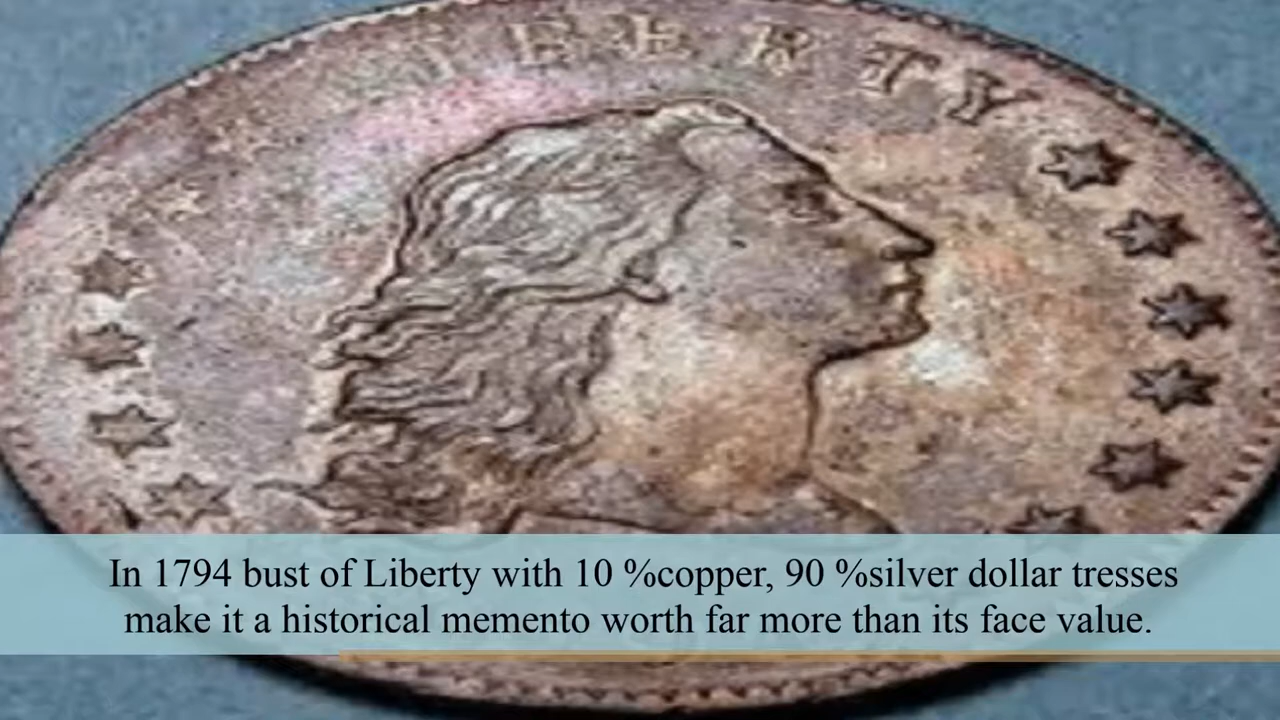 LIBERTY
In 1794 bust of Liberty with 10 %copper, 90 %silver dollar tresses
make it a historical memento worth far more than its face value.